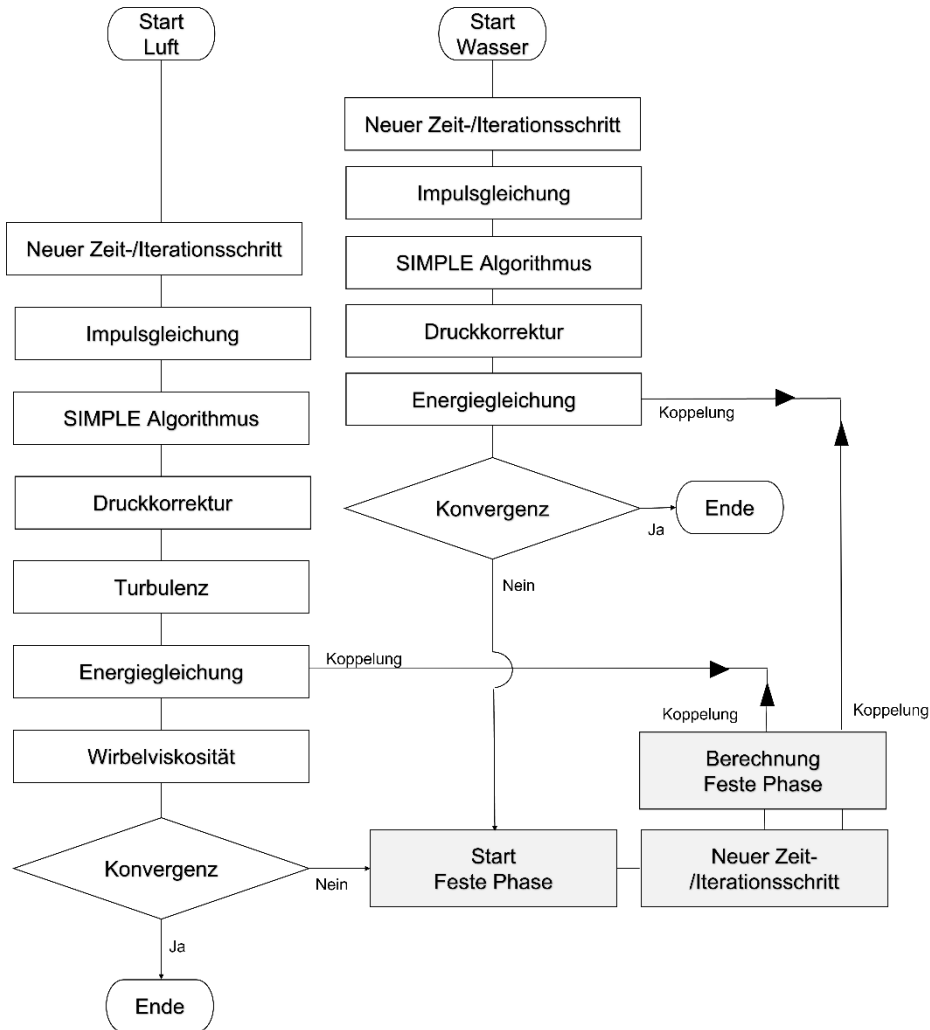 Start
Luft
Neuer Zeit-/Iterationsschritt
Impulsgleichung
SIMPLE Algorithmus
Druckkorrektur
Turbulenz
Energiegleichung
Koppelung
Wirbelviskosität
Konvergenz
Nein
Ja
Ende
Start
Wasser
Neuer Zeit-/Iterationsschritt
Impulsgleichung
SIMPLE Algorithmus
Druckkorrektur
Energiegleichung
Koppelung
Konvergenz
Ja
Ende
Nein
Koppelung
Koppelung
Berechnung
Feste Phase
Start
Feste Phase
Neuer Zeit-
/Iterationsschritt